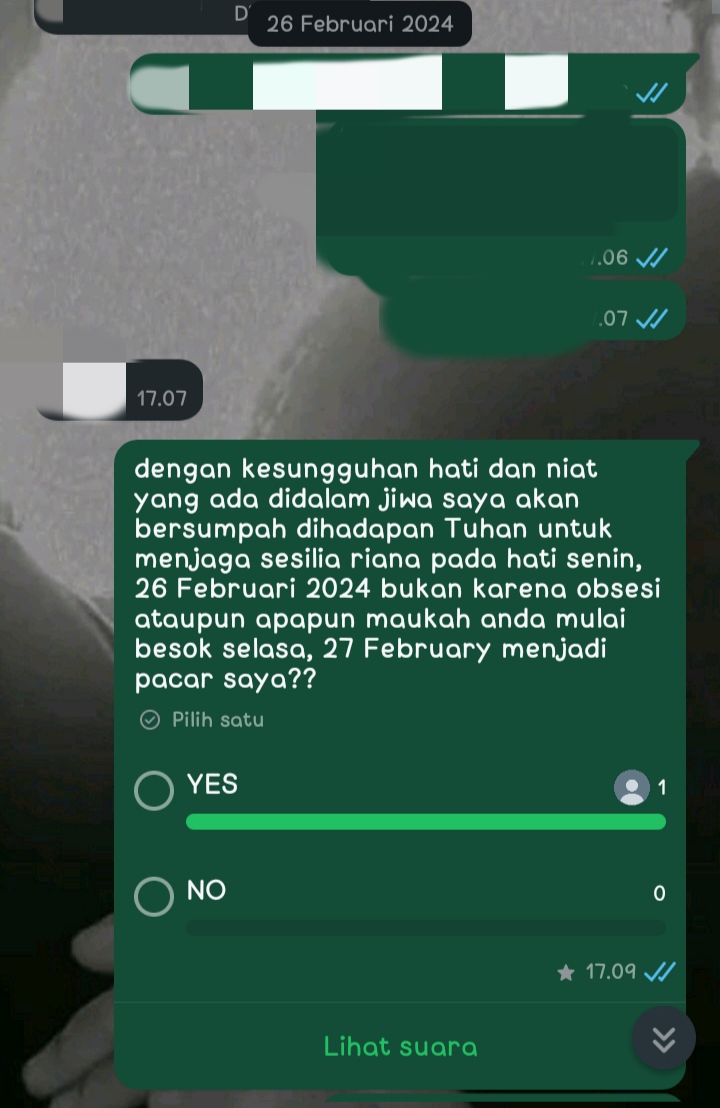 26 Februari 2024
.06
.07
17.07
dengan kesungguhan hati dan niat
yang ada didalam jiwa saya akan
bersumpah dihadapan Tuhan untuk
menjaga sesilia riana pada hati senin,
26 Februari 2024 bukan karena obsesi
ataupun apapun maukah anda mulai
besok selasa, 27 February menjadi
pacar saya??
Pilih satu
YES 1
NO 0
17.09
Lihat suara